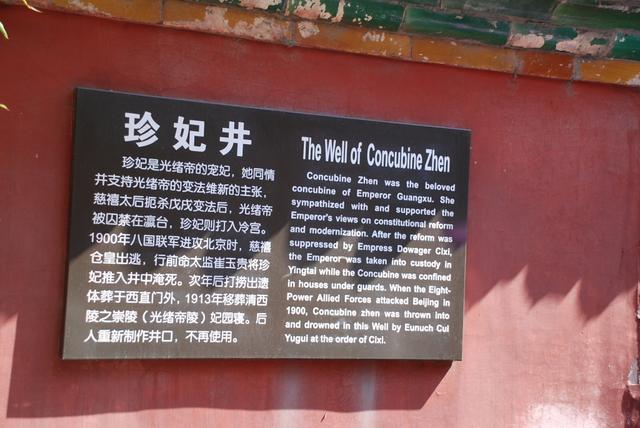 珍妃井
珍妃是光绪帝的宠妃，她同情
并支持光绪帝的变法维新的主张，
慈禧太后扼杀戊戌变法后，光绪帝
被囚禁在瀛台，珍妃则打入冷宫。
1900年八国联军进攻北京时，慈禧
仓皇出逃，行前命太监崔玉贵将珍
妃推入井中淹死。次年后打捞出遗
体葬于西直门外，1913年移葬清西
陵之崇陵（光绪帝陵）妃园寝。后
人重新制作井口，不再使用。
The Well of Concubine Zhen
Concubine Zhen was the beloved
concubine of Emperor Guangxu. She
sympathized with and supported the
Emperor's views on constitutional reform
and modernization. After the reform was
suppressed by Empress Dowager Cixi,
the Emperor was taken into custody in
Yingtai while the Concubine was confined
in houses under guards. When the Eight-
Power Allied Forces attacked Beijing in
1900, Concubine zhen was thrown into
and drowned in this Well by Eunuch Cui
Yugui at the order of Cixi.